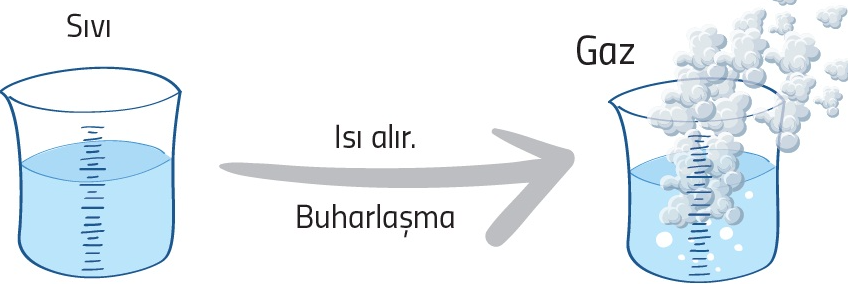 Sıvı
Gaz
Isı alır.
Buharlaşma